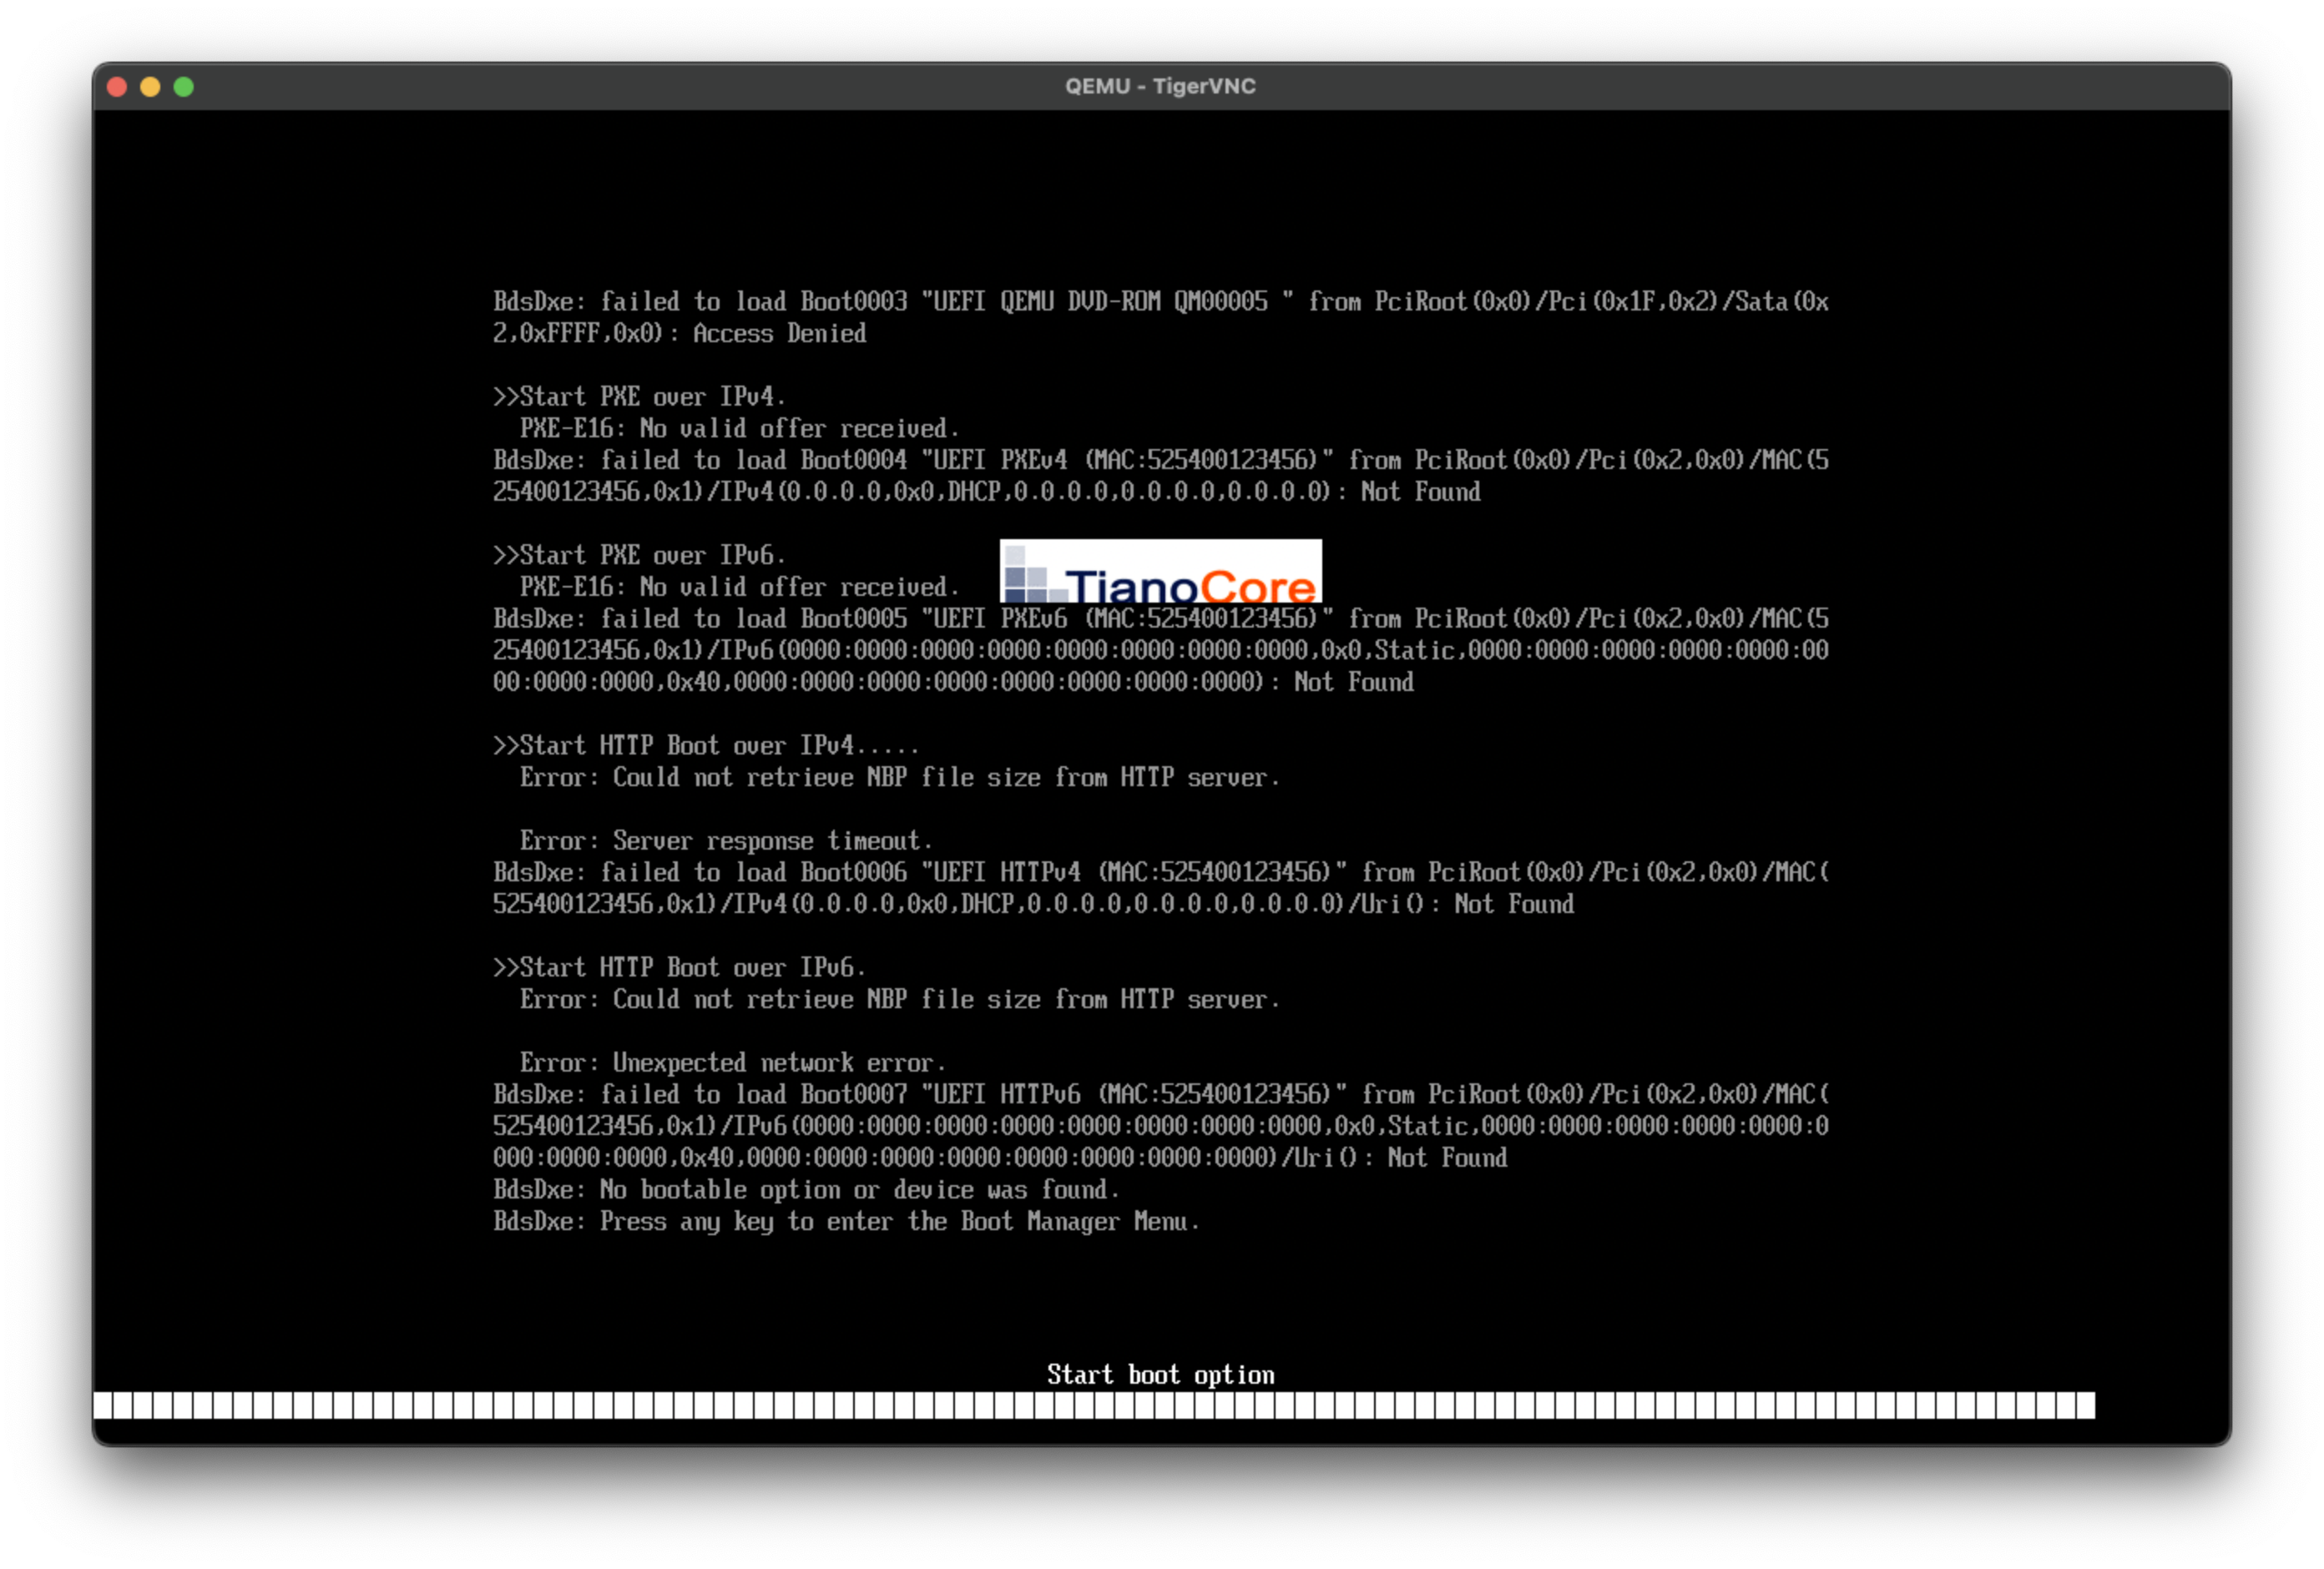 QEMU - TigerVNC
BdsDxe: failed to load Boot0003 "UEFI QEMU DVD-ROM QM00005 " from PciRoot(0x0)/Pci(0x1F,0x2)/Sata(0x
2,0xFFFF,0x0): Access Denied
>>Start PXE over IPv4.
PXE-E16: No valid offer received.
BdsDxe: failed to load Boot0004 "UEFI PXEv4 (MAC:525400123456)" from PciRoot(0x0)/Pci(0x2,0x0)/MAC(5
25400123456,0x1)/IPv4(0.0.0.0,0x0,DHCP,0.0.0.0,0.0.0.0,0.0.0.0): Not Found
>>Start PXE over IPv6.
PXE-E16: No valid offer received.
TianoCore
BdsDxe: failed to load Boot0005 "UEFI PXEv6 (MAC:525400123456)" from PciRoot(0x0)/Pci(0x2,0x0)/MAC(5
25400123456,0x1)/IPv6(0000:0000:0000:0000:0000:0000:0000:0000,0x0,Static,0000:0000:0000:0000:0000:00
00:0000:0000,0x40,0000:0000:0000:0000:0000:0000:0000:0000): Not Found
>>Start HTTP Boot over IPv4.....
Error: Could not retrieve NBP file size from HTTP server.
Error: Server response timeout.
BdsDxe: failed to load Boot0006 "UEFI HTTPv4 (MAC:525400123456)" from PciRoot(0x0)/Pci(0x2,0x0)/MAC(
525400123456,0x1)/IPv4(0.0.0.0,0x0,DHCP,0.0.0.0,0.0.0.0,0.0.0.0)/Uri(): Not Found
>>Start HTTP Boot over IPv6.
Error: Could not retrieve NBP file size from HTTP server.
Error: Unexpected network error.
BdsDxe: failed to load Boot0007 "UEFI HTTPv6 (MAC:525400123456)" from PciRoot(0x0)/Pci(0x2,0x0)/MAC(
525400123456,0x1)/IPv6(0000:0000:0000:0000:0000:0000:0000:0000,0x0,Static,0000:0000:0000:0000:0000:0
000:0000:0000,0x40,0000:0000:0000:0000:0000:0000:0000:0000)/Uri(): Not Found
BdsDxe: No bootable option or device was found.
BdsDxe: Press any key to enter the Boot Manager Menu.
Start boot option